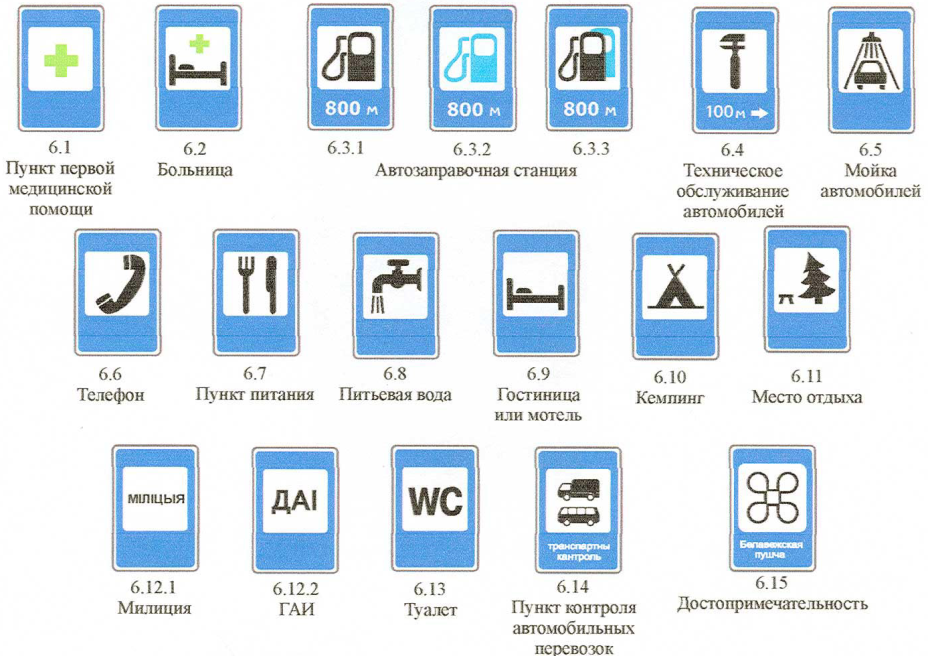 800 м
800 м
800 м
100м
6.1
Пункт первой
медицинской
помощи
6.2
Больница
6.3.1
6.3.2
6.3.3
Автозаправочная станция
6.4
Техническое
обслуживание
автомобилей
6.5
Мойка
автомобилей
6.6
Телефон
6.7
Пункт питания
6.8
Питьевая вода
6.9
Гостиница
или мотель
6.10
Кемпинг
6.11
Место отдыха
МІЛІЦЫЯ
ДАІ
WC
транспартны
кантроль
Белавежская
пушча
6.12.1
Милиция
6.12.2
ГАИ
6.13
Туалет
6.14
Пункт контроля
автомобильных
перевозок
6.15
Достопримечательность